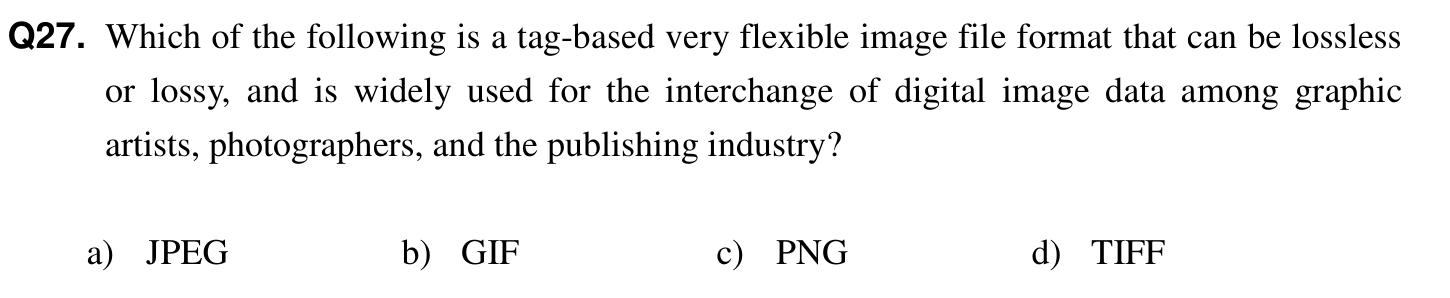 Q27. Which of the following is a tag-based very flexible image file format that can be lossless
or lossy, and is widely used for the interchange of digital image data among graphic
artists, photographers, and the publishing industry?
a) JPEG b) GIF c) PNG d) TIFF